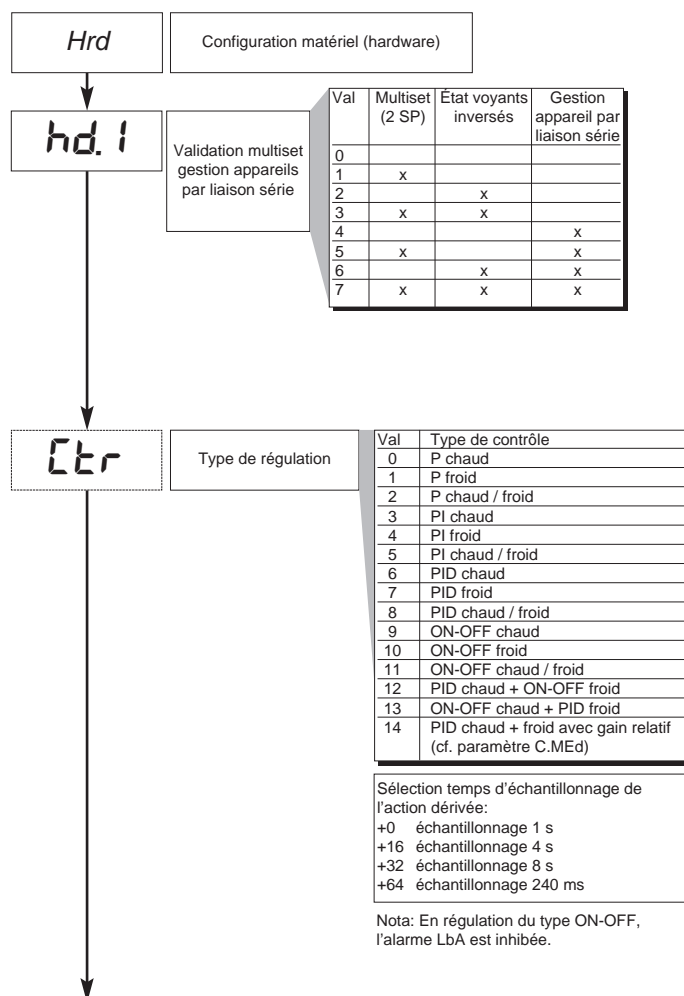 Hrd
Configuration matériel (hardware)
hd. 1
Validation multiset
gestion appareils
par liaison série
Val Multiset (2 SP) État voyants inversés Gestion appareil par liaison série
0
1 x
2 x
3 x x
4 x
5 x x
6 x x
7 x x x
Ctr
Type de régulation
Val Type de contrôle
0 P chaud
1 P froid
2 P chaud / froid
3 PI chaud
4 PI froid
5 PI chaud / froid
6 PID chaud
7 PID froid
8 PID chaud / froid
9 ON-OFF chaud
10 ON-OFF froid
11 ON-OFF chaud / froid
12 PID chaud + ON-OFF froid
13 ON-OFF chaud + PID froid
14 PID chaud + froid avec gain relatif
(cf. paramètre C.MEd)
Sélection temps d’échantillonnage de
l’action dérivée:
+0 échantillonnage 1 s
+16 échantillonnage 4 s
+32 échantillonnage 8 s
+64 échantillonnage 240 ms
Nota: En régulation du type ON-OFF,
l’alarme LbA est inhibée.